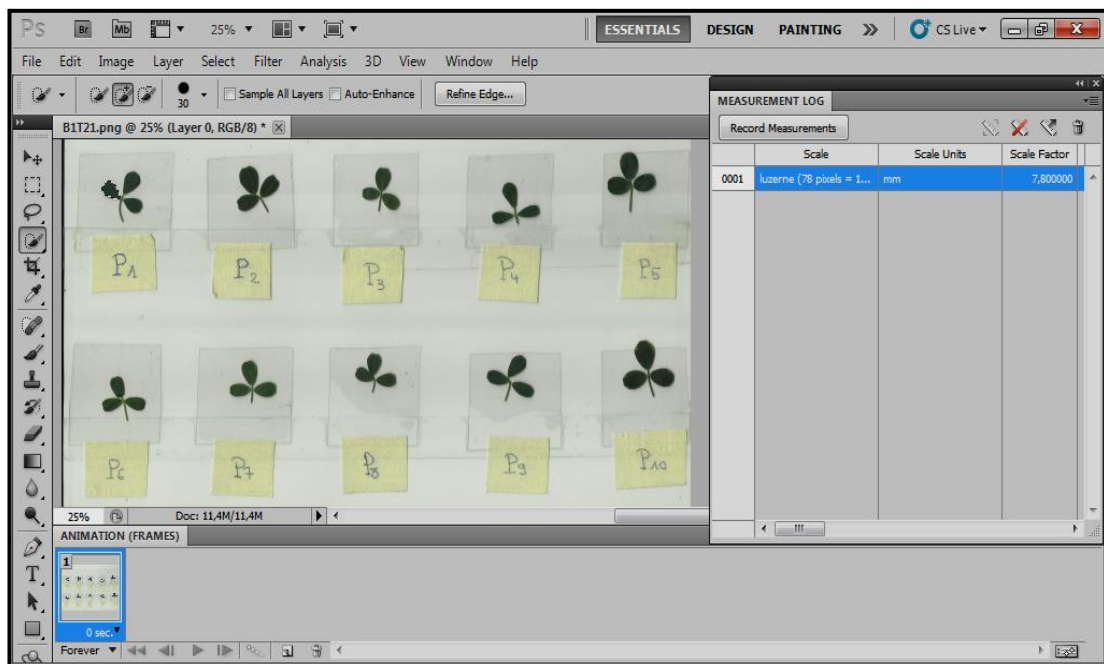 Ps Br Mb 25% ESSENTIALS DESIGN PAINTING >> CS Live
File Edit Image Layer Select Filter Analysis 3D View Window Help
30 Sample All Layers Auto-Enhance Refine Edge...
MEASUREMENT LOG
B1T21.png @ 25% (Layer 0, RGB/8) *
Record Measurements
Scale Scale Units Scale Factor
0001 luzerne (78 pixels = 1... mm 7,800000
P1 P2 P3 P4 P5
P6 P7 P8 P9 P10
25% Doc: 11,4M/11,4M
ANIMATION (FRAMES)
1
0 sec.
Forever